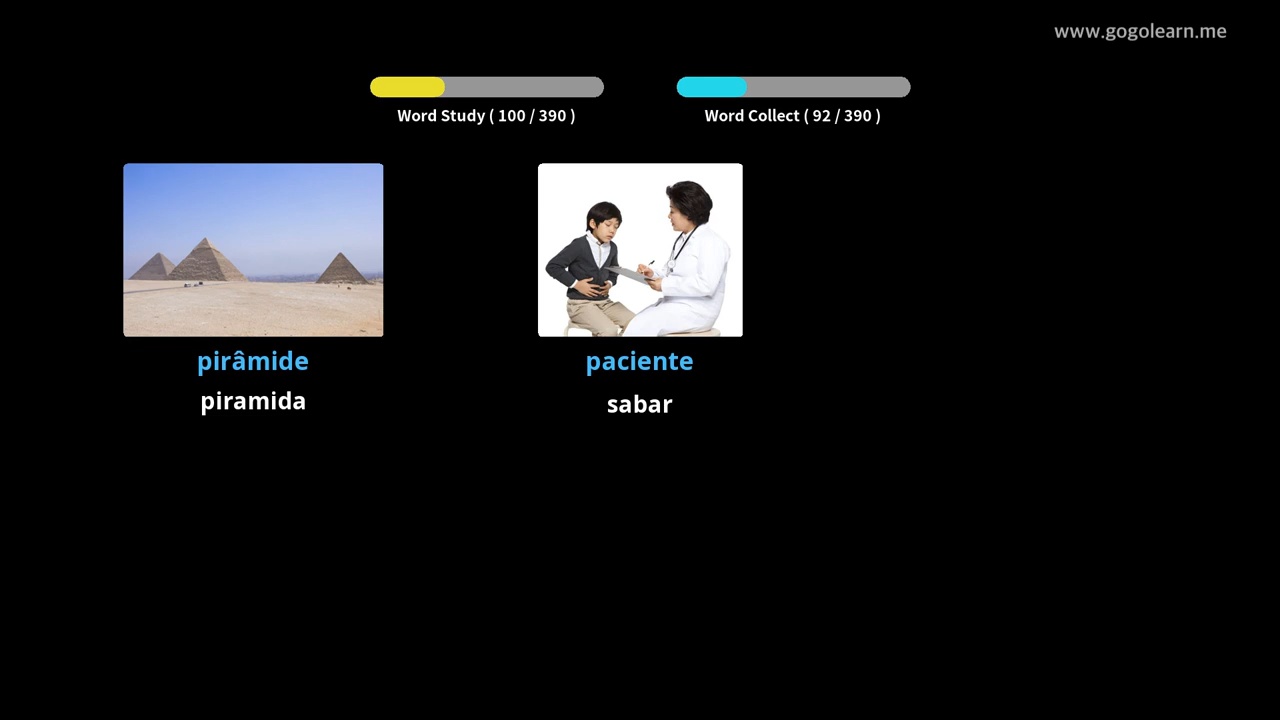 www.gogolearn.me
Word Study ( 100 / 390 )
Word Collect ( 92 / 390 )
pirâmide
piramida
paciente
sabar